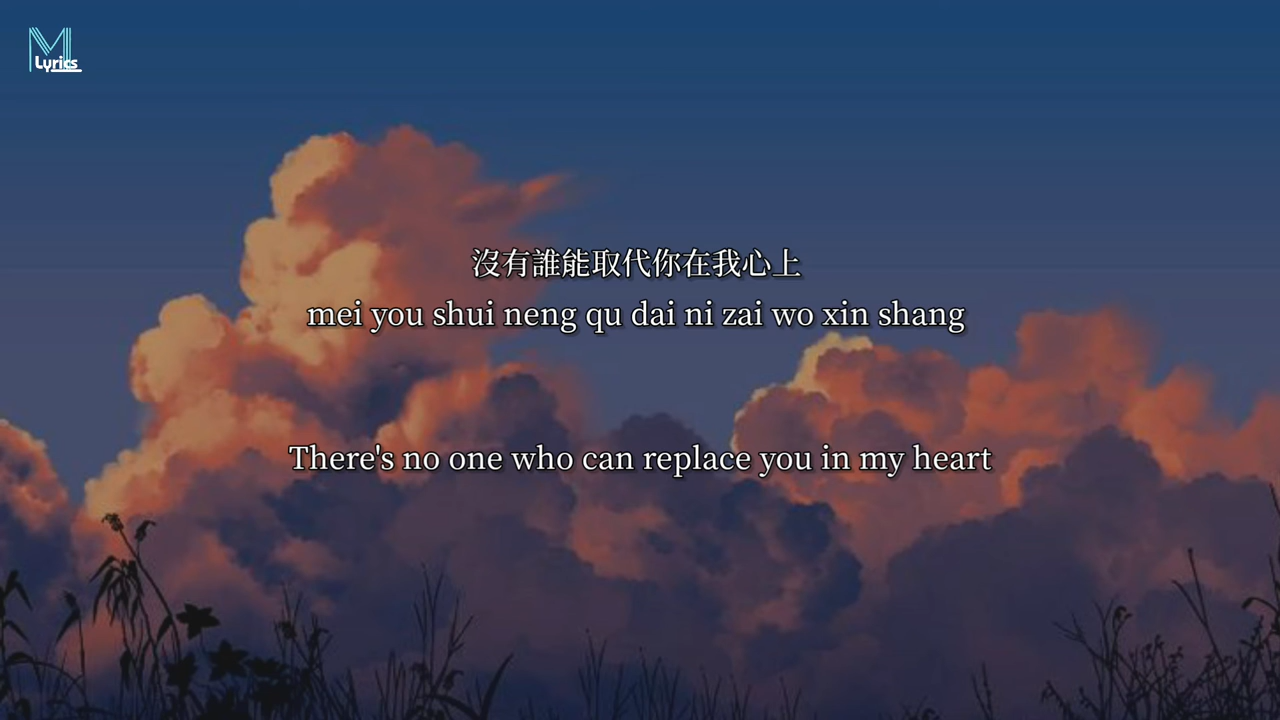 M
Lyrics
沒有誰能取代你在我心上
mei you shui neng qu dai ni zai wo xin shang
There's no one who can replace you in my heart